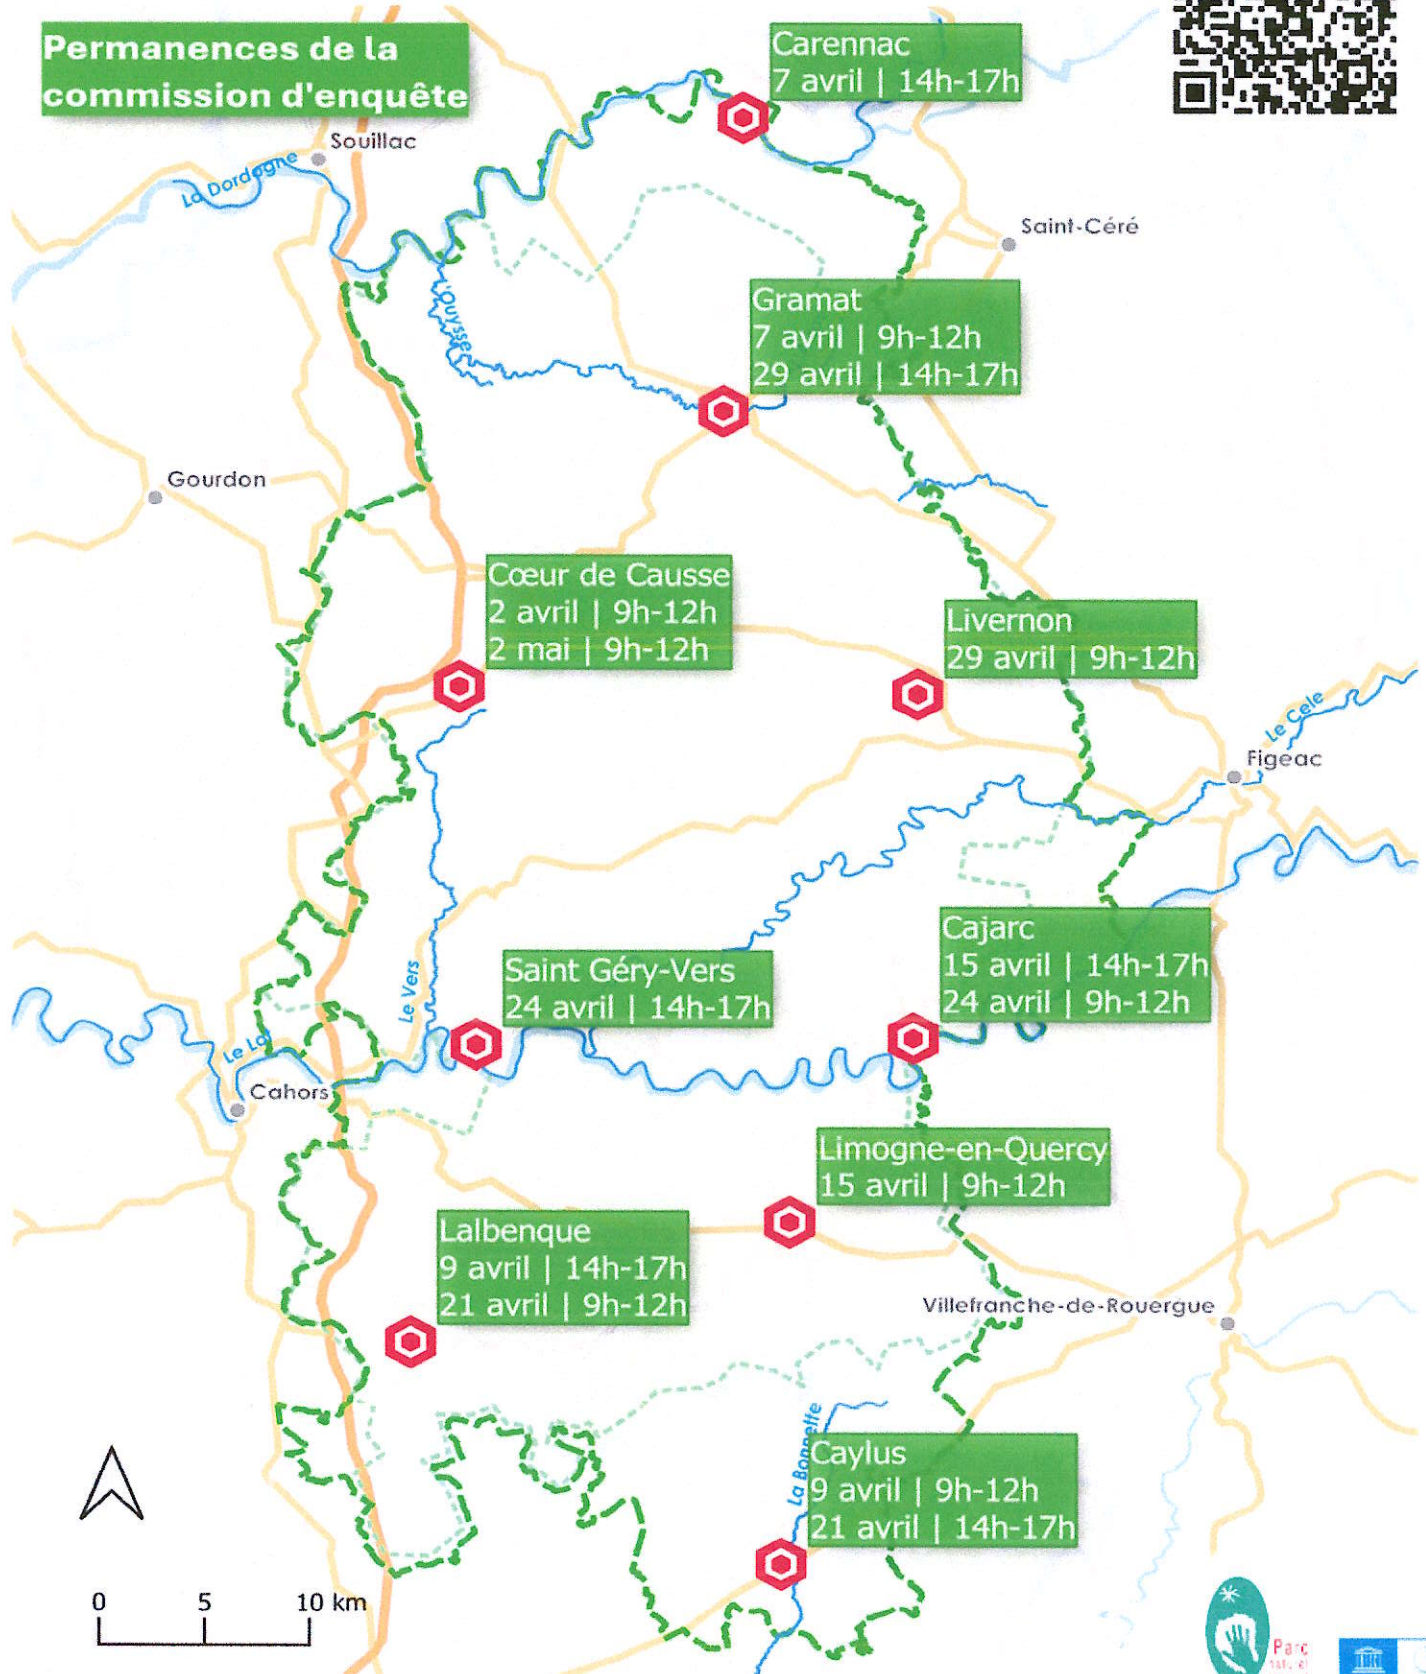 Permanences de la
commission d'enquête
Carennac
7 avril | 14h-17h
Souillac
La Dordogne
Saint-Céré
L'Ouysse
Gramat
7 avril | 9h-12h
29 avril | 14h-17h
Gourdon
Cœur de Causse
2 avril | 9h-12h
2 mai | 9h-12h
Livernon
29 avril | 9h-12h
Le Cele
Figeac
Cajarc
15 avril | 14h-17h
24 avril | 9h-12h
Saint Géry-Vers
24 avril | 14h-17h
Le Vers
Le Lot
Cahors
Limogne-en-Quercy
15 avril | 9h-12h
Lalbenque
9 avril | 14h-17h
21 avril | 9h-12h
Villefranche-de-Rouergue
La Bonnette
Caylus
9 avril | 9h-12h
21 avril | 14h-17h
0 5 10 km
Parc
naturel